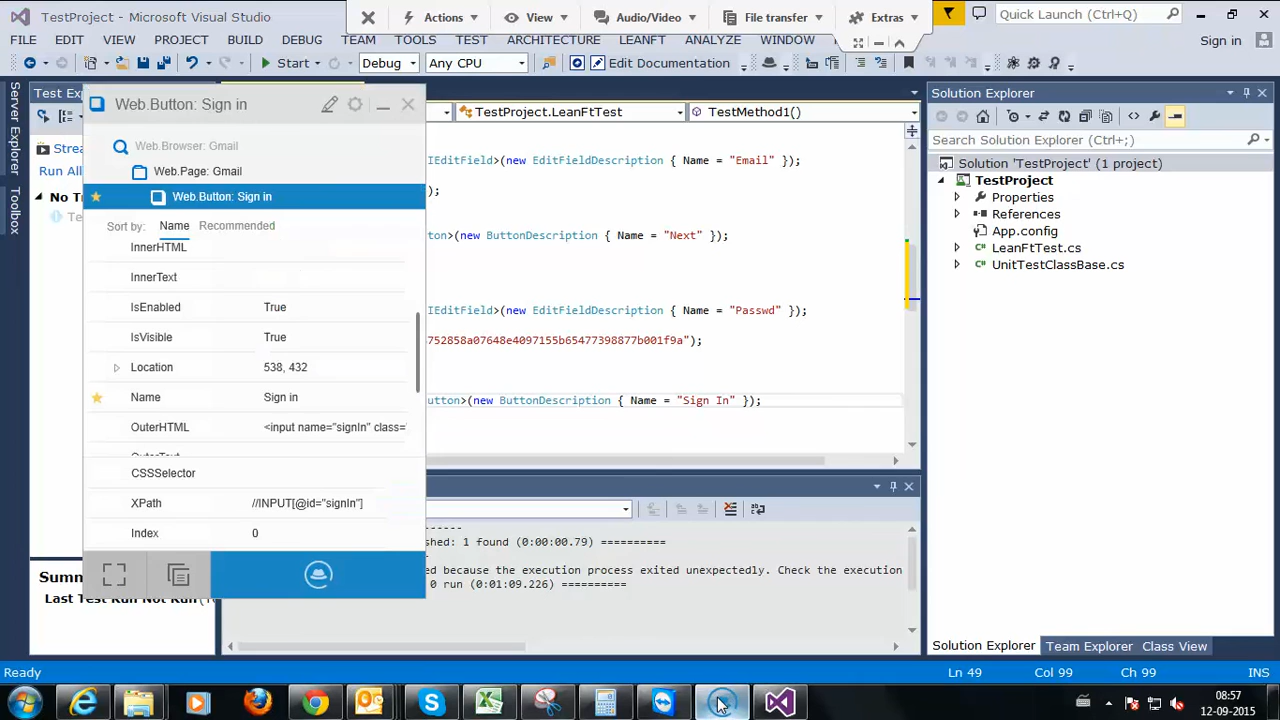 TestProject - Microsoft Visual Studio
Actions
View
Audio/Video
File transfer
Extras
Quick Launch (Ctrl+Q)
FILE EDIT VIEW PROJECT BUILD DEBUG TEAM TOOLS TEST ARCHITECTURE LEANFT ANALYZE WINDOW
Sign in
Start
Debug
Any CPU
Edit Documentation
Server Explorer
Toolbox
Test Exp
Strea
Run All
No T
Te
Summ
Last Test Run Not Run
Web.Button: Sign in
Web.Browser: Gmail
Web.Page: Gmail
Web.Button: Sign in
Sort by: Name Recommended
InnerHTML
InnerText
IsEnabled True
IsVisible True
Location 538, 432
Name Sign in
OuterHTML <input name="signIn" class=
OuterText
CSSSelector
XPath //INPUT[@id="signIn"]
Index 0
TestProject.LeanFtTest
TestMethod1()
IEditField>(new EditFieldDescription { Name = "Email" });
);
ton>(new ButtonDescription { Name = "Next" });
IEditField>(new EditFieldDescription { Name = "Passwd" });
752858a07648e4097155b65477398877b001f9a");
utton>(new ButtonDescription { Name = "Sign In" });
shed: 1 found (0:00:00.79) ==========
ed because the execution process exited unexpectedly. Check the execution
0 run (0:01:09.226) ==========
Solution Explorer
Search Solution Explorer (Ctrl+;)
Solution 'TestProject' (1 project)
TestProject
Properties
References
App.config
LeanFtTest.cs
UnitTestClassBase.cs
Solution Explorer Team Explorer Class View
Ready
Ln 49 Col 99 Ch 99 INS
08:57
12-09-2015